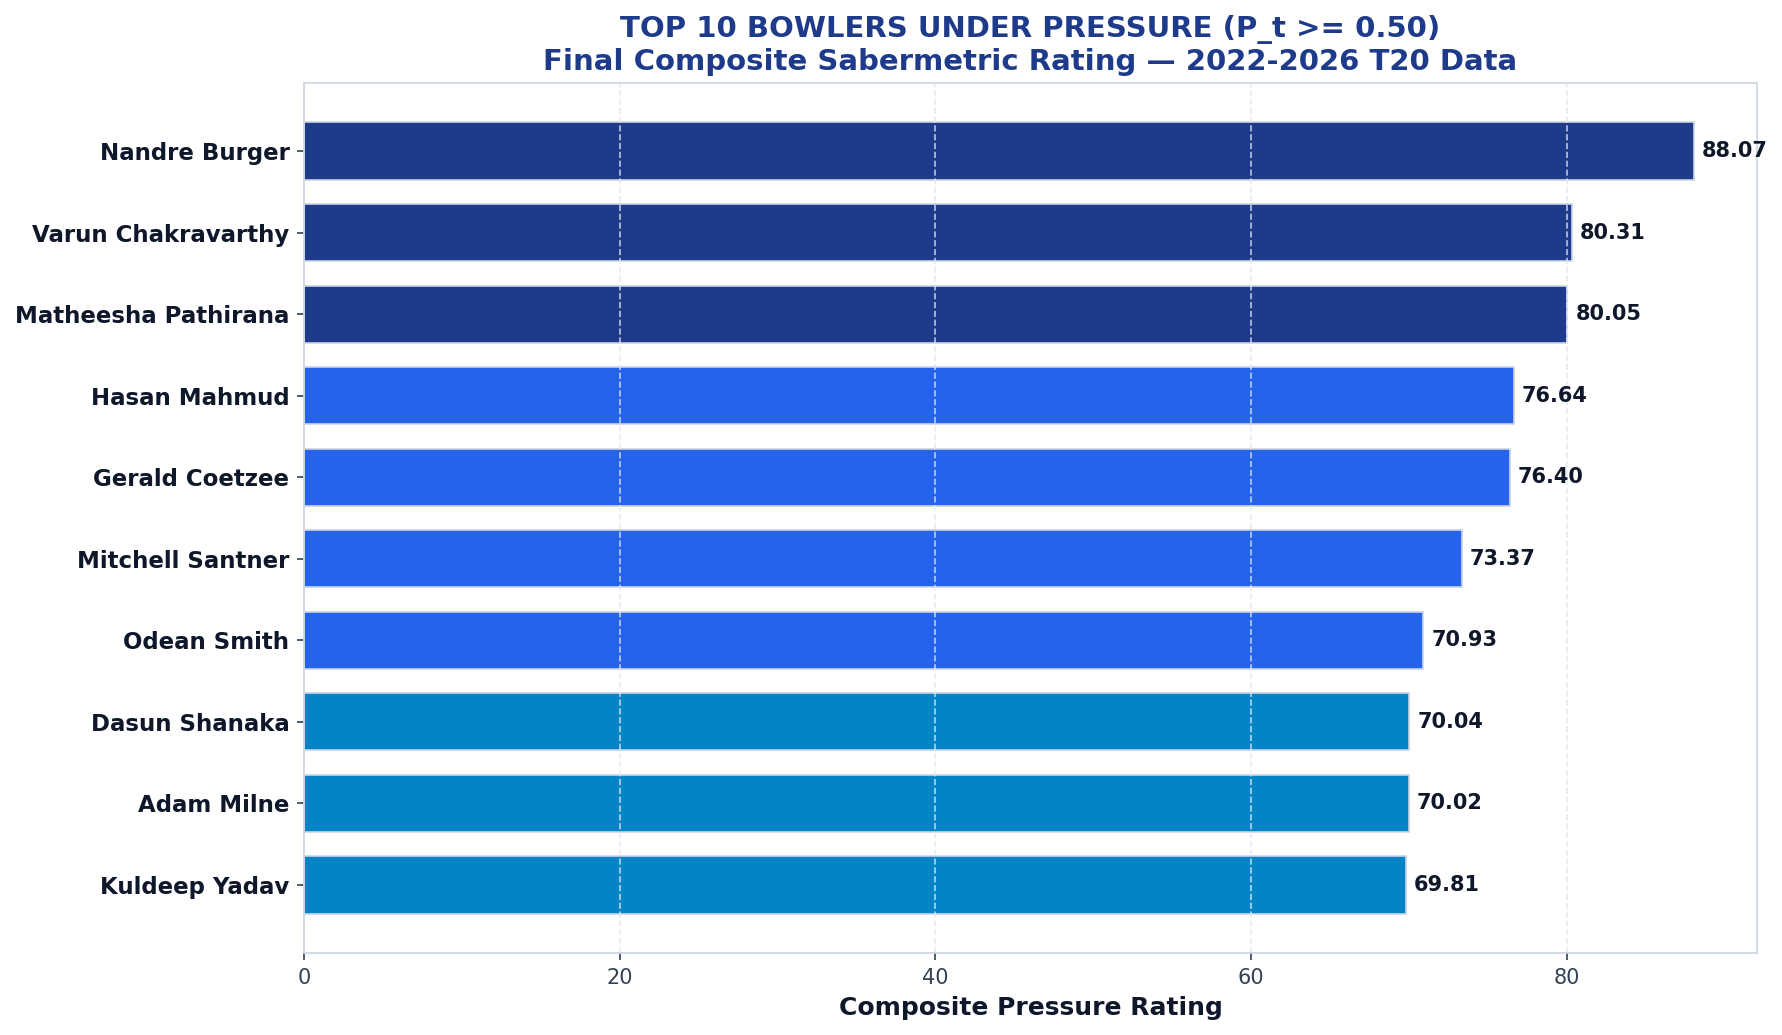 TOP 10 BOWLERS UNDER PRESSURE (P_t >= 0.50)
Final Composite Sabermetric Rating — 2022-2026 T20 Data
Nandre Burger 88.07
Varun Chakravarthy 80.31
Matheesha Pathirana 80.05
Hasan Mahmud 76.64
Gerald Coetzee 76.40
Mitchell Santner 73.37
Odean Smith 70.93
Dasun Shanaka 70.04
Adam Milne 70.02
Kuldeep Yadav 69.81
0 20 40 60 80
Composite Pressure Rating